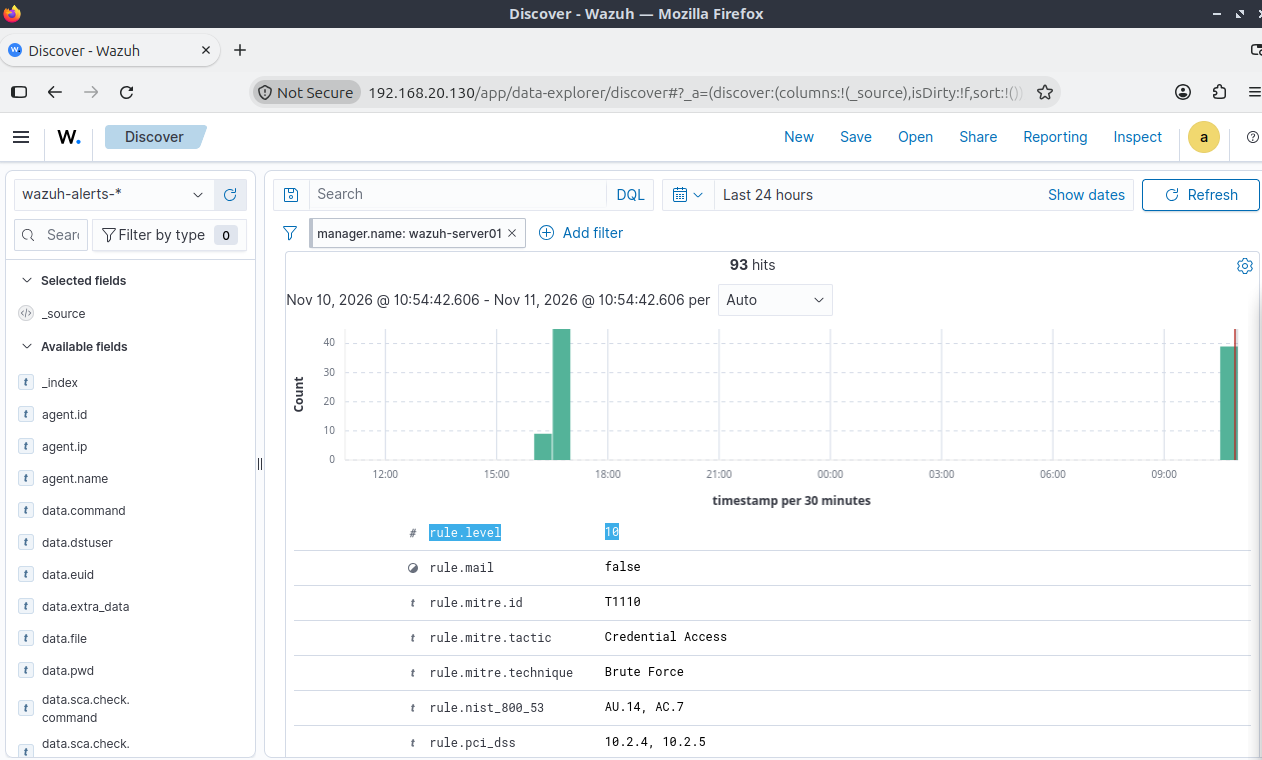 Discover - Wazuh — Mozilla Firefox
Discover - Wazuh
Not Secure 192.168.20.130/app/data-explorer/discover#?_a=(discover:(columns:!(_source),isDirty:!f,sort:!())
W. Discover New Save Open Share Reporting Inspect a
wazuh-alerts-* Search DQL Last 24 hours Show dates Refresh
Sear Filter by type 0 manager.name: wazuh-server01 Add filter
93 hits
Nov 10, 2026 @ 10:54:42.606 - Nov 11, 2026 @ 10:54:42.606 per Auto
Selected fields
_source
Available fields
_index
agent.id
agent.ip
agent.name
data.command
data.dstuser
data.euid
data.extra_data
data.file
data.pwd
data.sca.check.
command
data.sca.check.
Count
40
30
20
10
0
12:00 15:00 18:00 21:00 00:00 03:00 06:00 09:00
timestamp per 30 minutes
# rule.level 10
rule.mail false
t rule.mitre.id T1110
t rule.mitre.tactic Credential Access
t rule.mitre.technique Brute Force
t rule.nist_800_53 AU.14, AC.7
t rule.pci_dss 10.2.4, 10.2.5